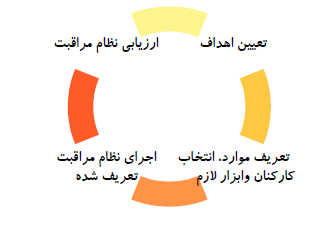 تعیین اهداف
ارزیابی نظام مراقبت
تعریف موارد. انتخاب
کارکنان وابزار لازم
اجرای نظام مراقبت
تعریف شده